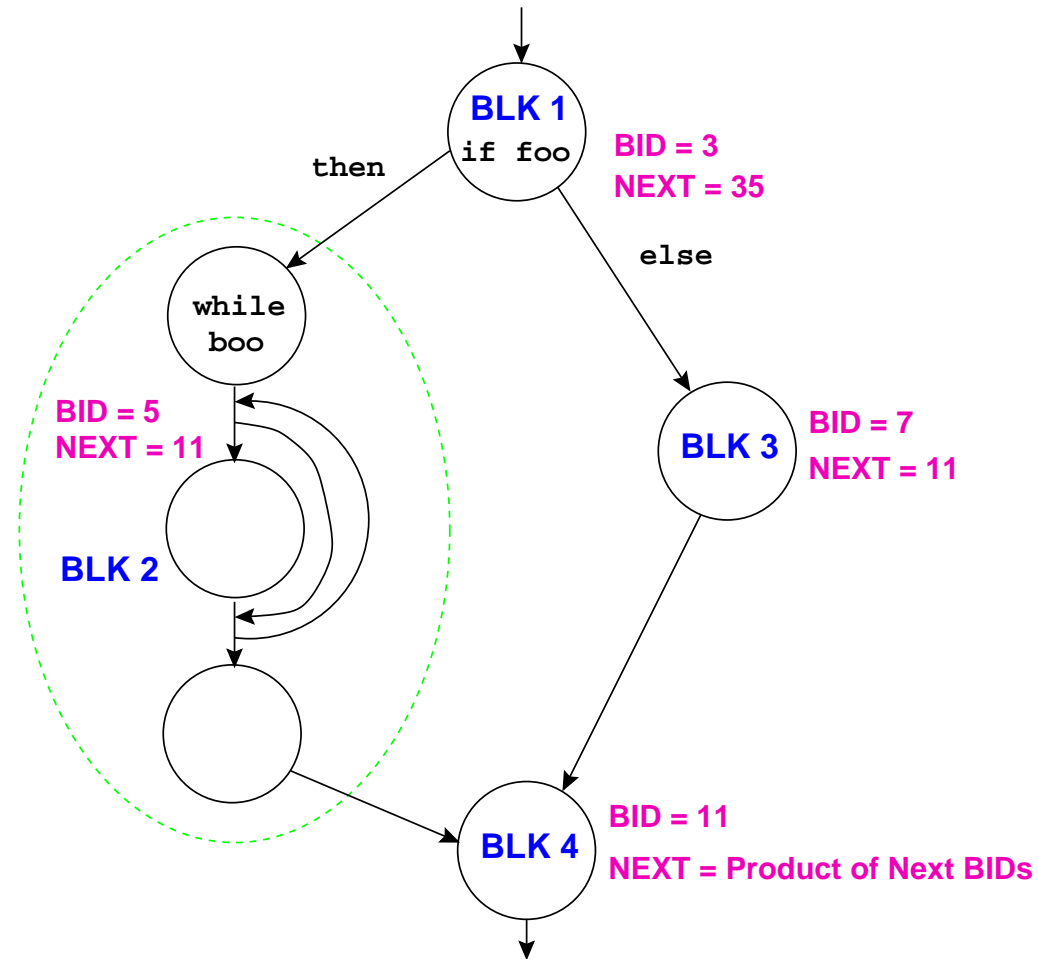 BLK 1
if foo
BID = 3
NEXT = 35
then
else
while
boo
BID = 5
NEXT = 11
BLK 2
BLK 3
BID = 7
NEXT = 11
BLK 4
BID = 11
NEXT = Product of Next BIDs